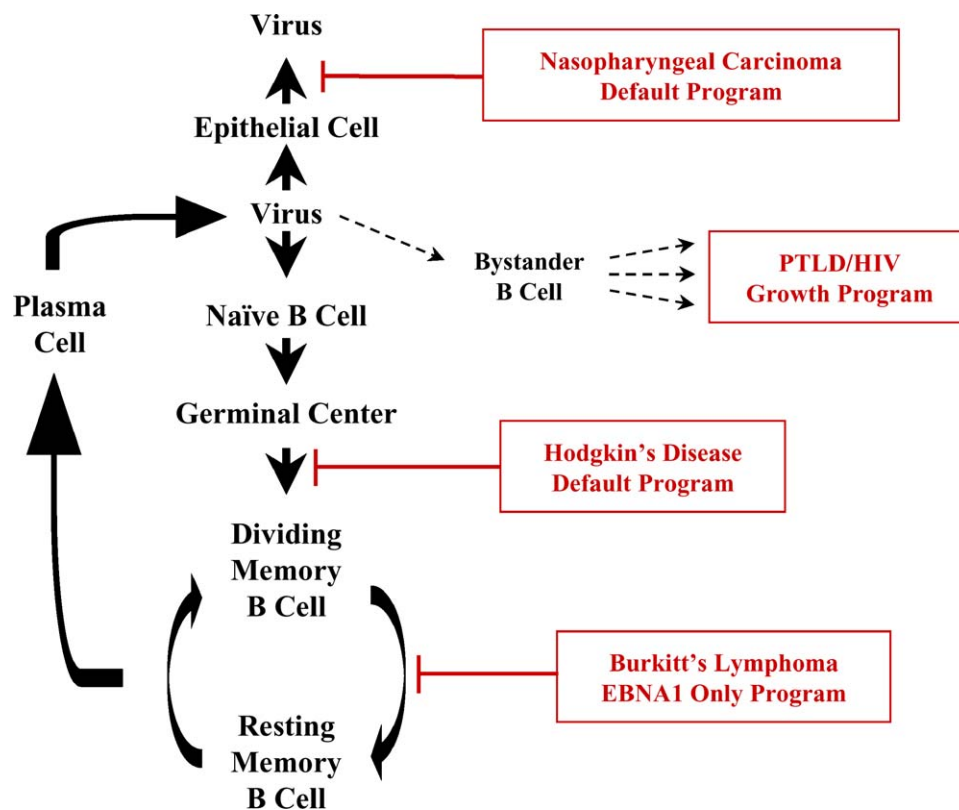 Virus
Nasopharyngeal Carcinoma
Default Program
Epithelial Cell
Virus
Bystander
B Cell
PTLD/HIV
Growth Program
Plasma
Cell
Naïve B Cell
Germinal Center
Hodgkin’s Disease
Default Program
Dividing
Memory
B Cell
Burkitt’s Lymphoma
EBNA1 Only Program
Resting
Memory
B Cell